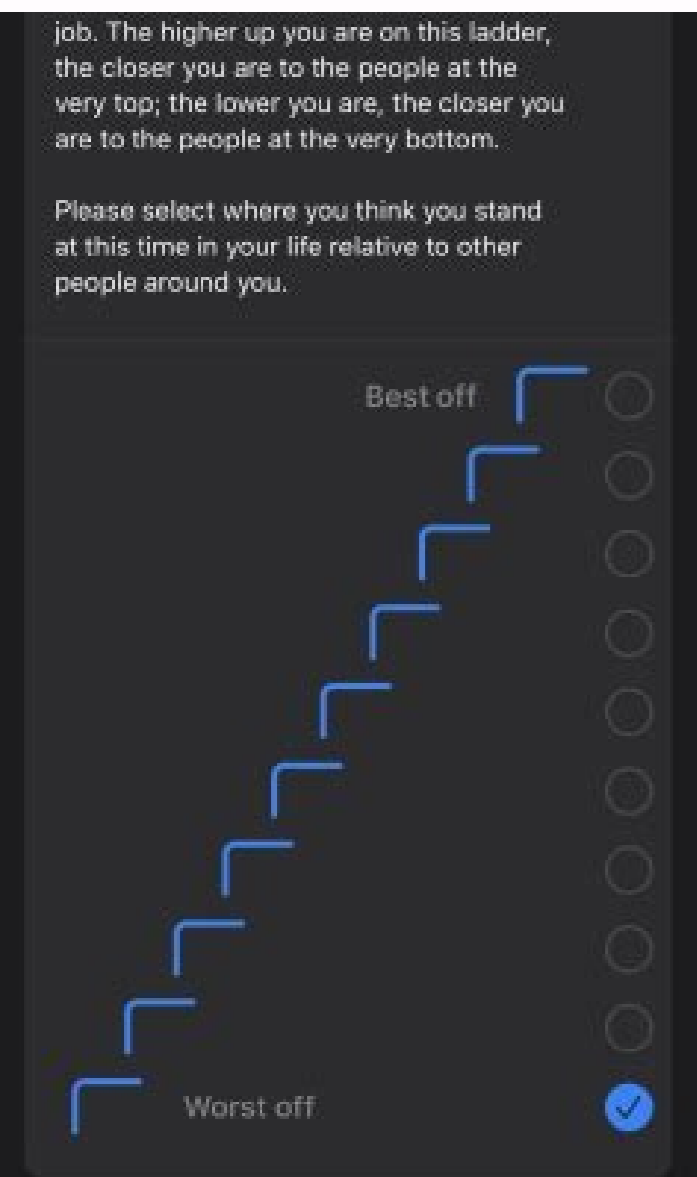 job. The higher up you are on this ladder,
the closer you are to the people at the
very top; the lower you are, the closer you
are to the people at the very bottom.
Please select where you think you stand
at this time in your life relative to other
people around you.
Best off
Worst off